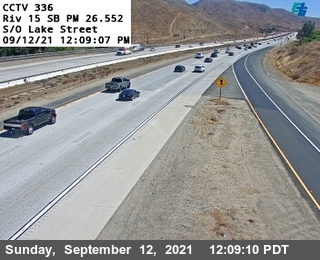 CCTV 336
Riv 15 SB PM 26.552
S/O Lake Street
09/12/21 12:09:07 PM
Sunday, September 12, 2021 12:09:10 PDT